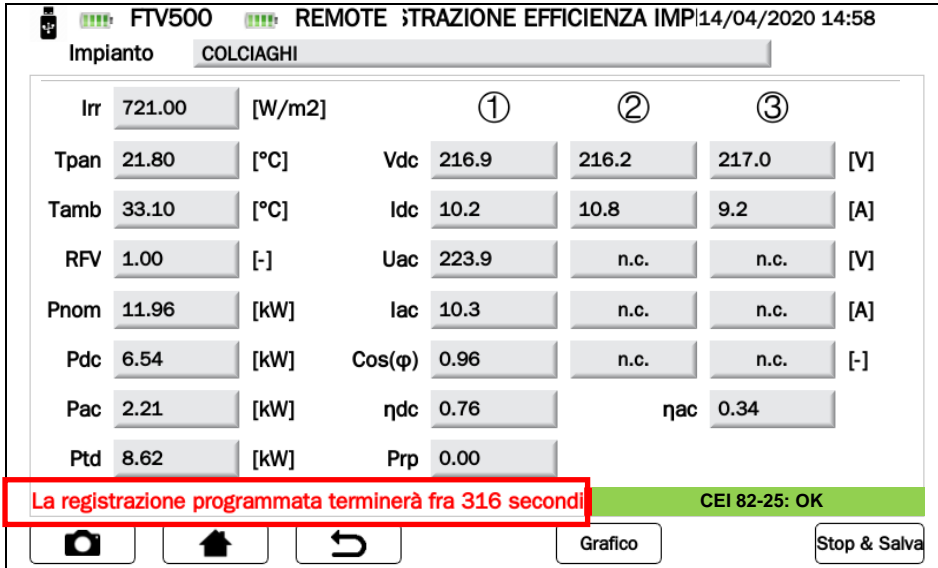 FTV500 REMOTE STRAZIONE EFFICIENZA IMP 14/04/2020 14:58
Impianto COLCIAGHI
Irr 721.00 [W/m2] ① ② ③
Tpan 21.80 [°C] Vdc 216.9 216.2 217.0 [V]
Tamb 33.10 [°C] Idc 10.2 10.8 9.2 [A]
RFV 1.00 [-] Uac 223.9 n.c. n.c. [V]
Pnom 11.96 [kW] Iac 10.3 n.c. n.c. [A]
Pdc 6.54 [kW] Cos(φ) 0.96 n.c. n.c. [-]
Pac 2.21 [kW] ηdc 0.76 ηac 0.34
Ptd 8.62 [kW] Prp 0.00
La registrazione programmata terminerà fra 316 secondi CEI 82-25: OK
Grafico Stop & Salva